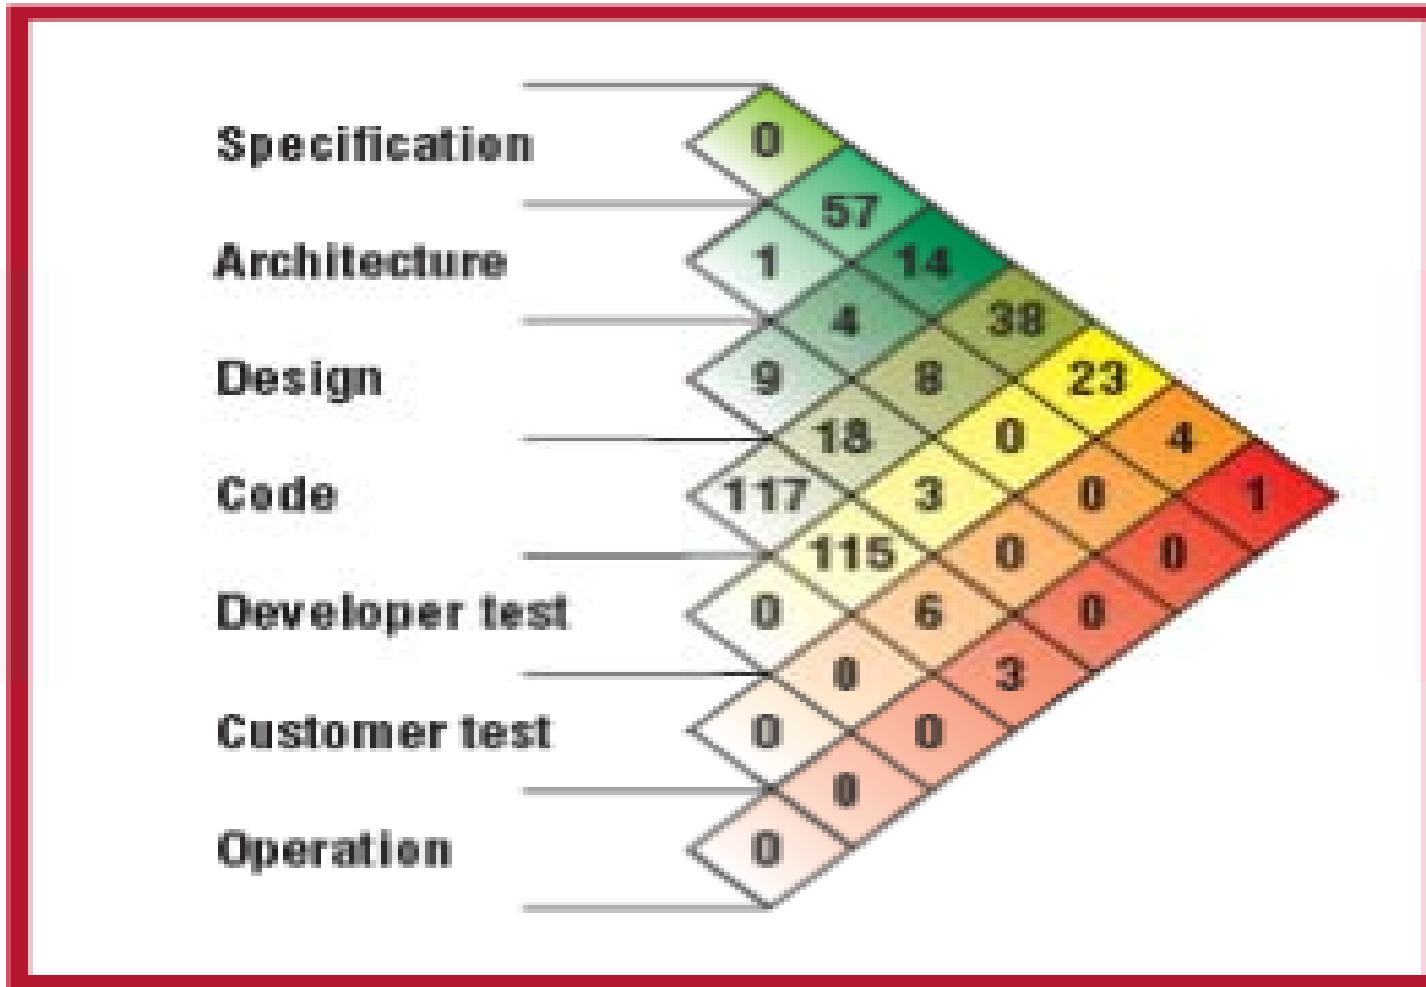 Specification 0
57
Architecture 1 14
4 38
Design 9 8 23
18 0 4
Code 117 3 0 1
115 0 0
Developer test 0 6 0
0 3
Customer test 0 0
0
Operation 0